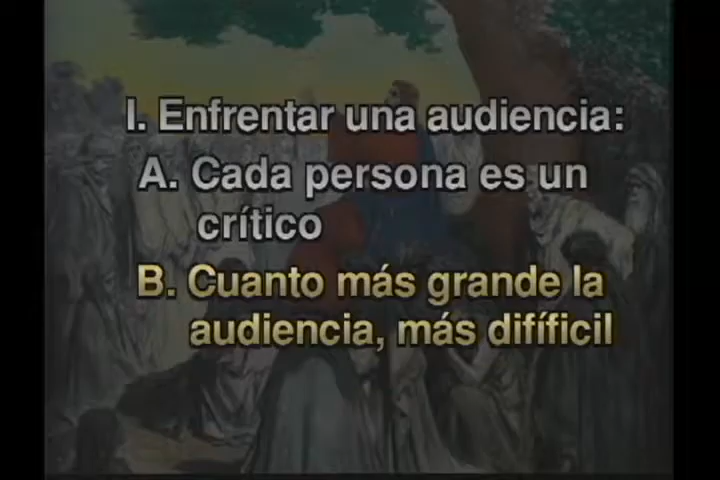 I. Enfrentar una audiencia:
A. Cada persona es un
crítico
B. Cuanto más grande la
audiencia, más difíficil